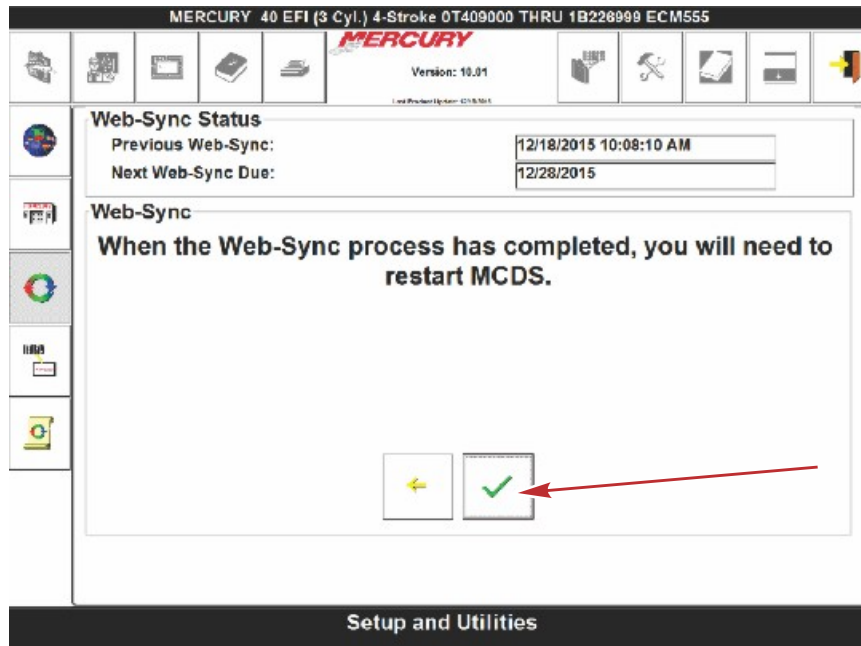 MERCURY 40 EFI (3 Cyl.) 4-Stroke 0T409000 THRU 1B226999 ECM555
MERCURY
Version: 10.01
Web-Sync Status
Previous Web-Sync:
12/18/2015 10:08:10 AM
Next Web-Sync Due:
12/28/2015
Web-Sync
When the Web-Sync process has completed, you will need to
restart MCDS.
Setup and Utilities